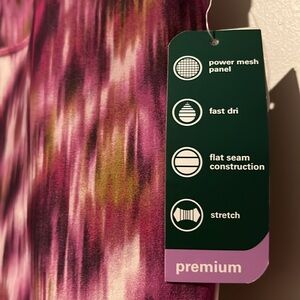 power mesh
panel
fast dri
flat seam
construction
stretch
premium